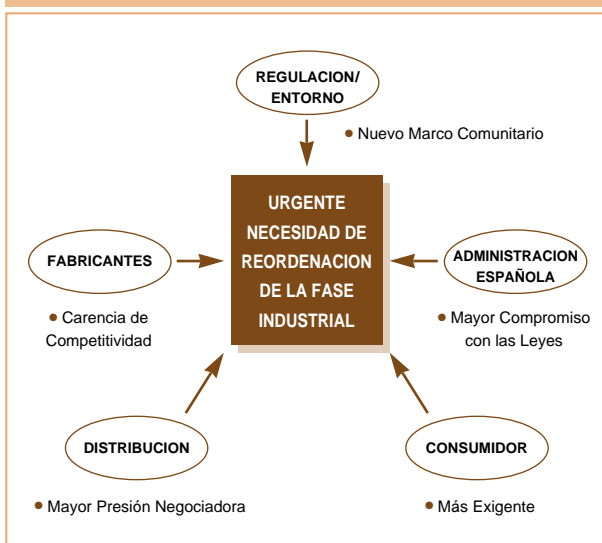 REGULACION/
ENTORNO
• Nuevo Marco Comunitario
URGENTE
NECESIDAD DE
REORDENACION
DE LA FASE
INDUSTRIAL
FABRICANTES
• Carencia de
Competitividad
ADMINISTRACION
ESPAÑOLA
• Mayor Compromiso
con las Leyes
DISTRIBUCION
• Mayor Presión Negociadora
CONSUMIDOR
• Más Exigente